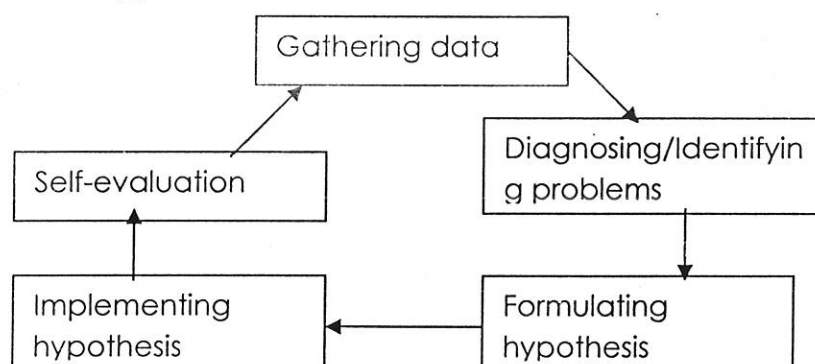 Gathering data
Diagnosing/Identifyin
g problems
Self-evaluation
Implementing
hypothesis
Formulating
hypothesis